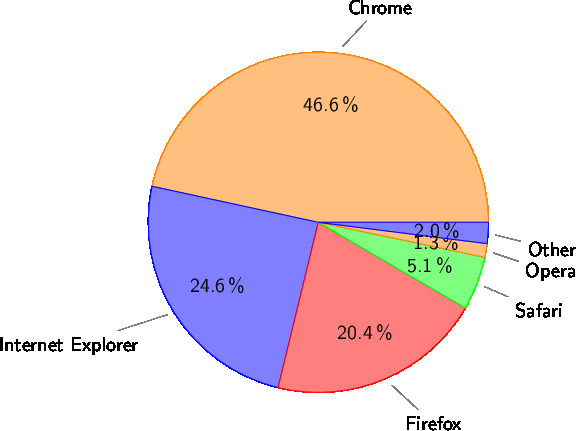 Chrome
46.6 %
2.0 %
1.3 %
Other
5.1 %
Opera
24.6 %
Safari
20.4 %
Internet Explorer
Firefox